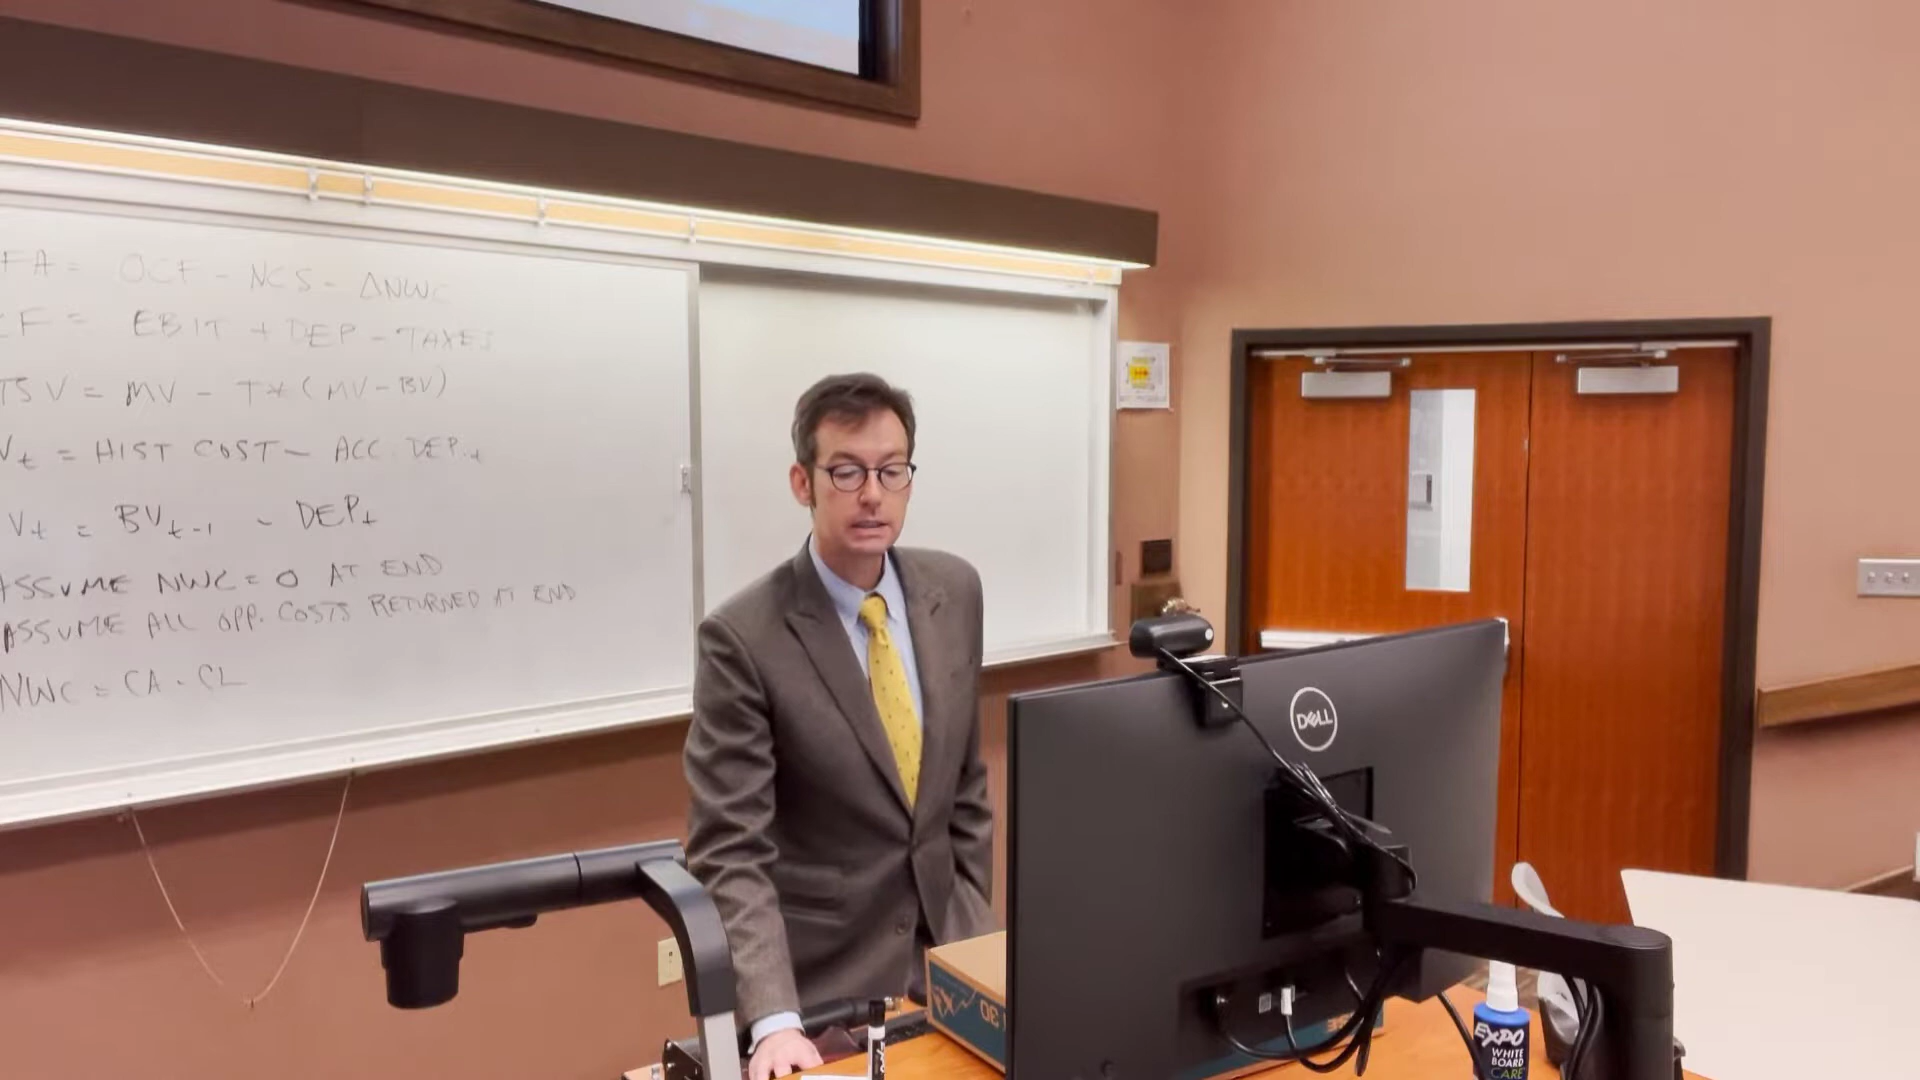 FA = OCF - NCS - ΔNWC
CF = EBIT + DEP - TAXES
TSV = MV - T*(MV-BV)
Vt = HIST COST - ACC. DEP.t
Vt = BVt-1 - DEPt
ASSUME NWC = 0 AT END
ASSUME ALL OPP. COSTS RETURNED AT END
NWC = CA - CL
DELL
EXPO
EXPO
WHITE
BOARD
CARE